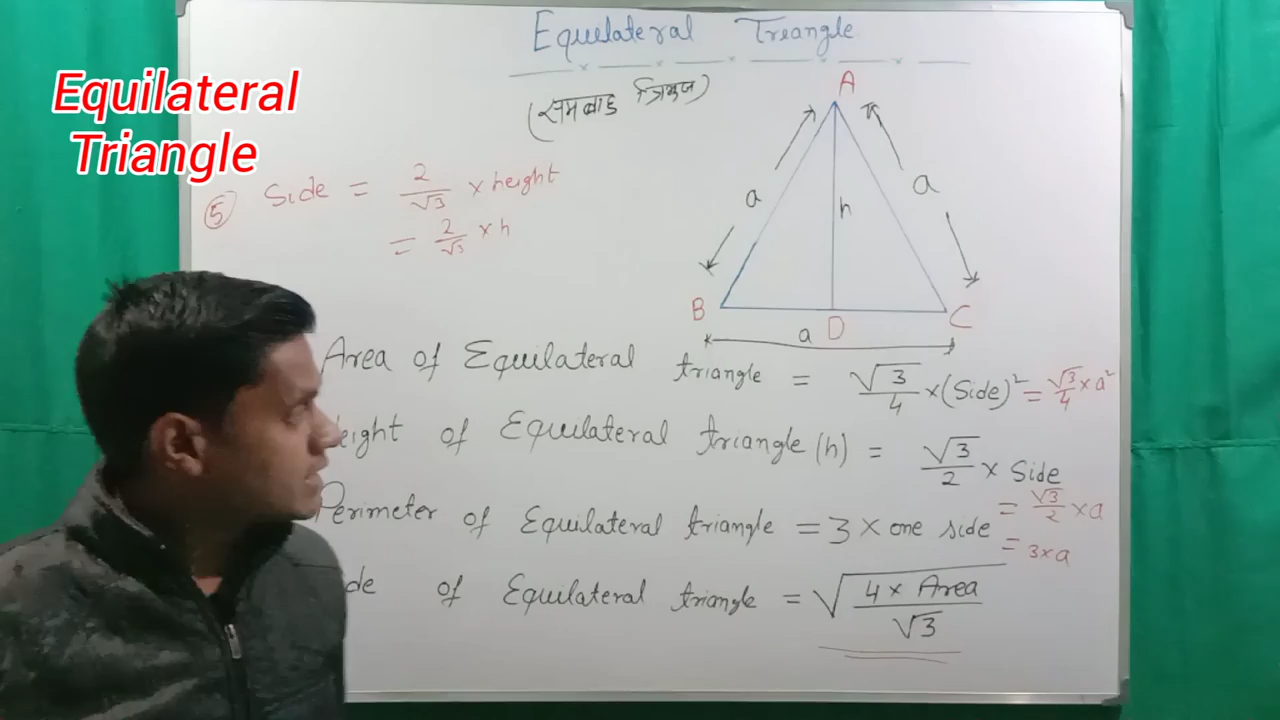 Equilateral Treangle
Equilateral
Triangle
(समबाहु त्रिभुज)
A
⑤ Side = 2/√3 × height
= 2/√3 × h
a
a
h
B
D
C
a
Area of Equilateral triangle = √3/4 × (Side)² = √3/4 × a²
eight of Equilateral triangle (h) = √3/2 × Side
= √3/2 × a
Perimeter of Equilateral triangle = 3 × one side
= 3×a
de of Equilateral triangle = √(4 × Area/√3)